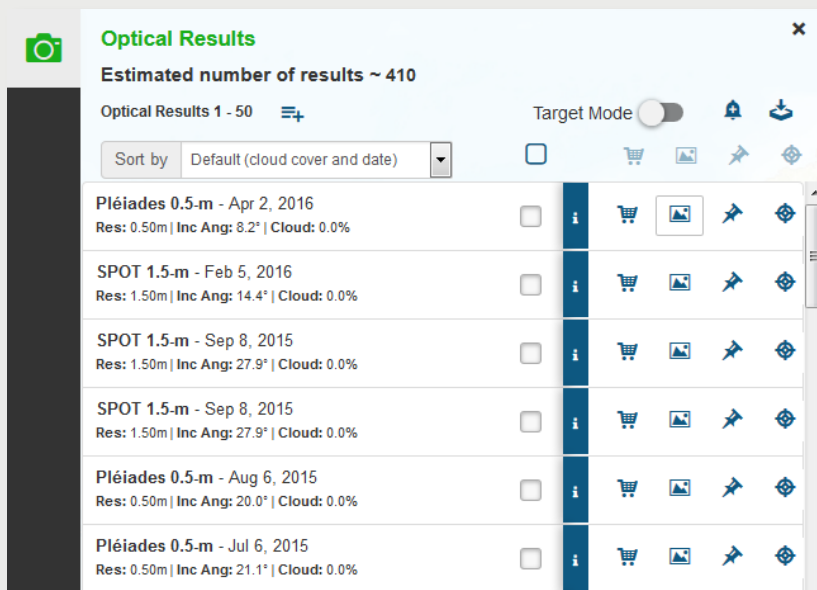 Optical Results
Estimated number of results ~ 410
Optical Results 1 - 50
Target Mode
Sort by Default (cloud cover and date)
Pléiades 0.5-m - Apr 2, 2016
Res: 0.50m | Inc Ang: 8.2° | Cloud: 0.0%
SPOT 1.5-m - Feb 5, 2016
Res: 1.50m | Inc Ang: 14.4° | Cloud: 0.0%
SPOT 1.5-m - Sep 8, 2015
Res: 1.50m | Inc Ang: 27.9° | Cloud: 0.0%
SPOT 1.5-m - Sep 8, 2015
Res: 1.50m | Inc Ang: 27.9° | Cloud: 0.0%
Pléiades 0.5-m - Aug 6, 2015
Res: 0.50m | Inc Ang: 20.0° | Cloud: 0.0%
Pléiades 0.5-m - Jul 6, 2015
Res: 0.50m | Inc Ang: 21.1° | Cloud: 0.0%